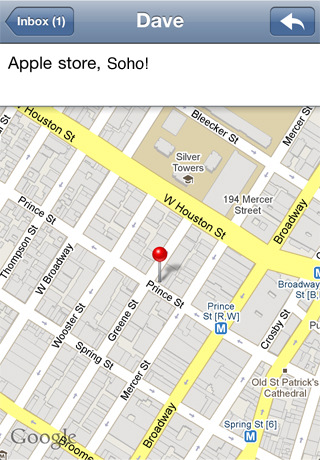 Inbox (1)
Dave
Apple store, Soho!
Houston St
Bleecker St
Mercer St
Silver
Towers
W Houston St
194 Mercer
Street
Broadway
Prince St
Thompson St
W Broadway
Prince St
Broadway
St [B,
Prince
St [R,W]
Wooster St
Greene St
Crosby St
Spring St
Mercer St
Old St Patrick's
Cathedral
Broadway
Spring St [6]
Google
Broome